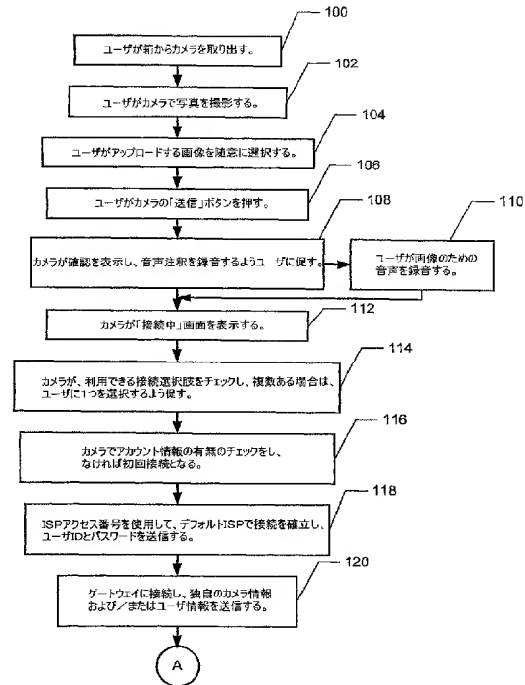 100
ユーザが箱からカメラを取り出す。
102
ユーザがカメラで写真を撮影する。
104
ユーザがアップロードする画像を随意に選択する。
106
ユーザがカメラの「送信」ボタンを押す。
108
カメラが確認を表示し、音声注釈を録音するようユーザに促す。
110
ユーザが画像のための
音声を録音する。
112
カメラが「接続中」画面を表示する。
114
カメラが、利用できる接続選択肢をチェックし、複数ある場合は、
ユーザに1つを選択するよう促す。
116
カメラでアカウント情報の有無のチェックをし、
なければ初回接続となる。
118
ISPアクセス番号を使用して、デフォルトISPで接続を確立し、
ユーザIDとパスワードを送信する。
120
ゲートウェイに接続し、独自のカメラ情報
および／またはユーザ情報を送信する。
A